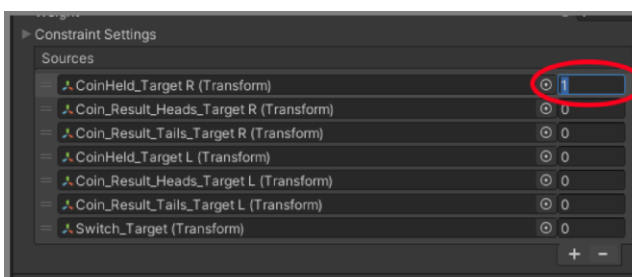 Constraint Settings
Sources
CoinHeld_Target R (Transform) 1
Coin_Result_Heads_Target R (Transform) 0
Coin_Result_Tails_Target R (Transform) 0
CoinHeld_Target L (Transform) 0
Coin_Result_Heads_Target L (Transform) 0
Coin_Result_Tails_Target L (Transform) 0
Switch_Target (Transform) 0
+ −